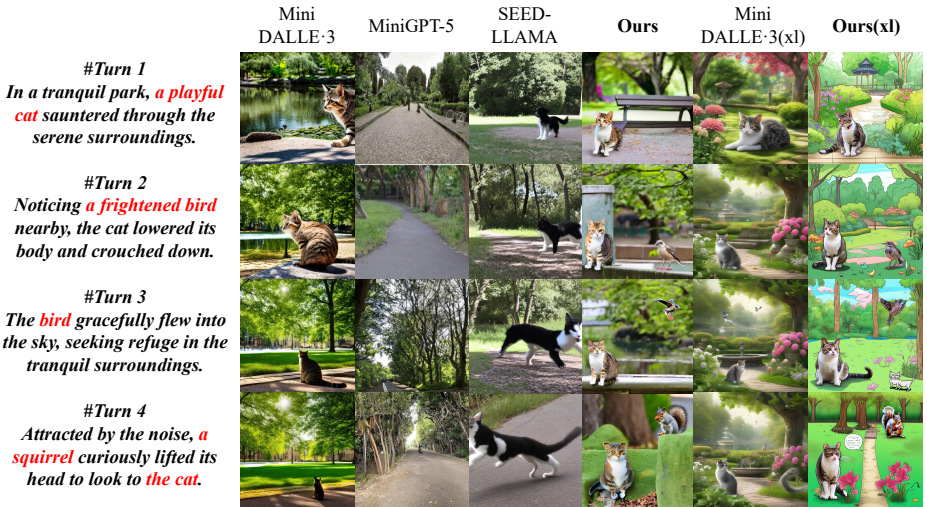 Mini
DALLE·3
MiniGPT-5
SEED-
LLAMA
Ours
Mini
DALLE·3(xl)
Ours(xl)
#Turn 1
In a tranquil park, a playful
cat sauntered through the
serene surroundings.
#Turn 2
Noticing a frightened bird
nearby, the cat lowered its
body and crouched down.
#Turn 3
The bird gracefully flew into
the sky, seeking refuge in the
tranquil surroundings.
#Turn 4
Attracted by the noise, a
squirrel curiously lifted its
head to look to the cat.